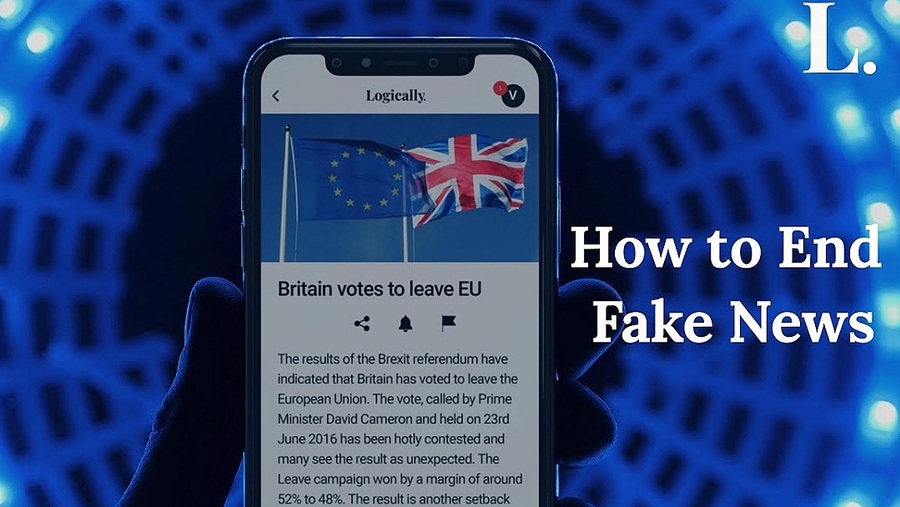 L.
Logically.
5
V
How to End
Fake News
Britain votes to leave EU
The results of the Brexit referendum have
indicated that Britain has voted to leave the
European Union. The vote, called by Prime
Minister David Cameron and held on 23rd
June 2016 has been hotly contested and
many see the result as unexpected. The
Leave campaign won by a margin of around
52% to 48%. The result is another setback